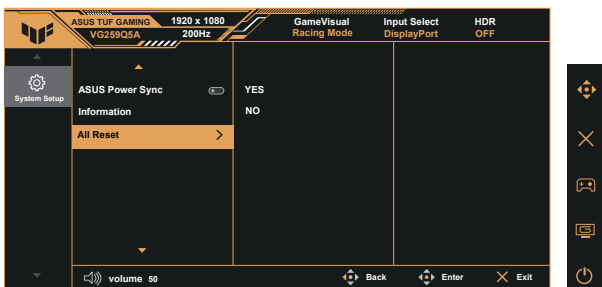 ASUS TUF GAMING 1920 x 1080
VG259Q5A 200Hz
GameVisual
Racing Mode
Input Select
DisplayPort
HDR
OFF
System Setup
ASUS Power Sync
Information
All Reset
YES
NO
volume 50
Back
Enter
Exit